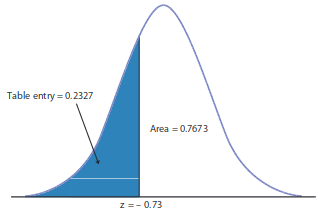 Table entry = 0.2327
Area = 0.7673
z = – 0.73